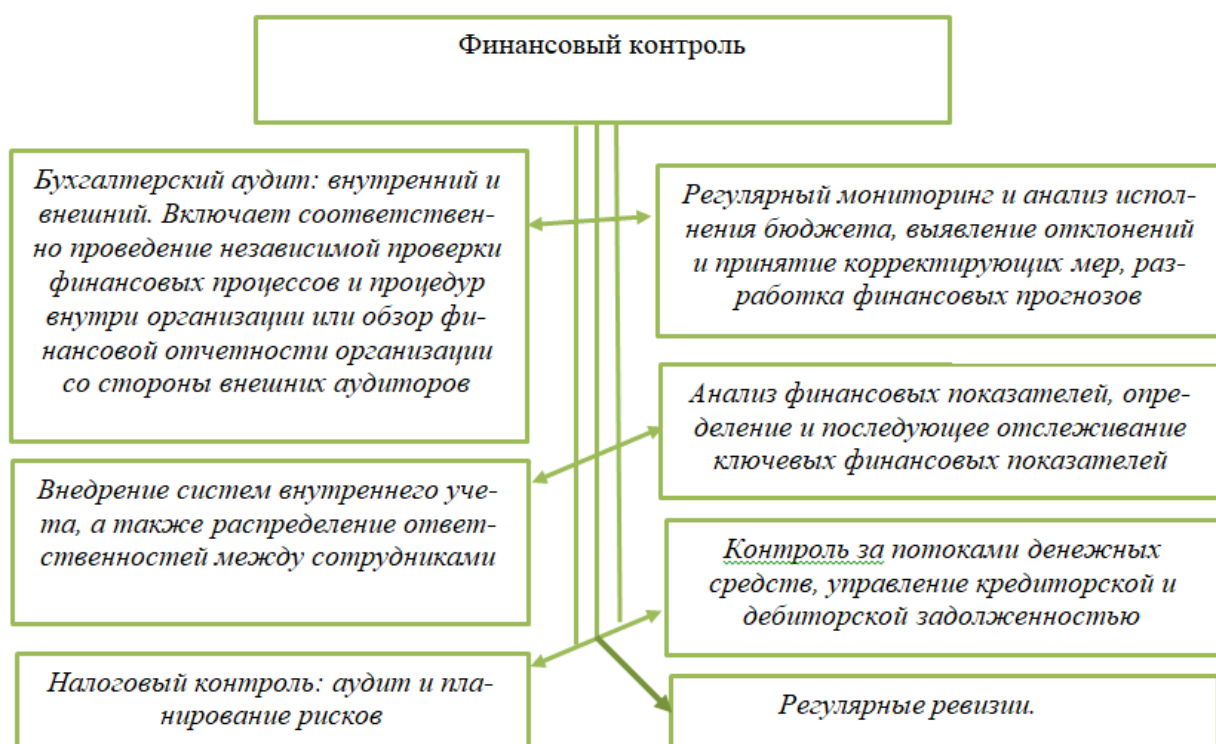 Финансовый контроль
Бухгалтерский аудит: внутренний и
внешний. Включает соответствен-
но проведение независимой проверки
финансовых процессов и процедур
внутри организации или обзор фи-
нансовой отчетности организации
со стороны внешних аудиторов
Регулярный мониторинг и анализ испол-
нения бюджета, выявление отклонений
и принятие корректирующих мер, раз-
работка финансовых прогнозов
Анализ финансовых показателей, опре-
деление и последующее отслеживание
ключевых финансовых показателей
Внедрение систем внутреннего уче-
та, а также распределение ответ-
ственностей между сотрудниками
Контроль за потоками денежных
средств, управление кредиторской и
дебиторской задолженностью
Налоговый контроль: аудит и пла-
нирование рисков
Регулярные ревизии.